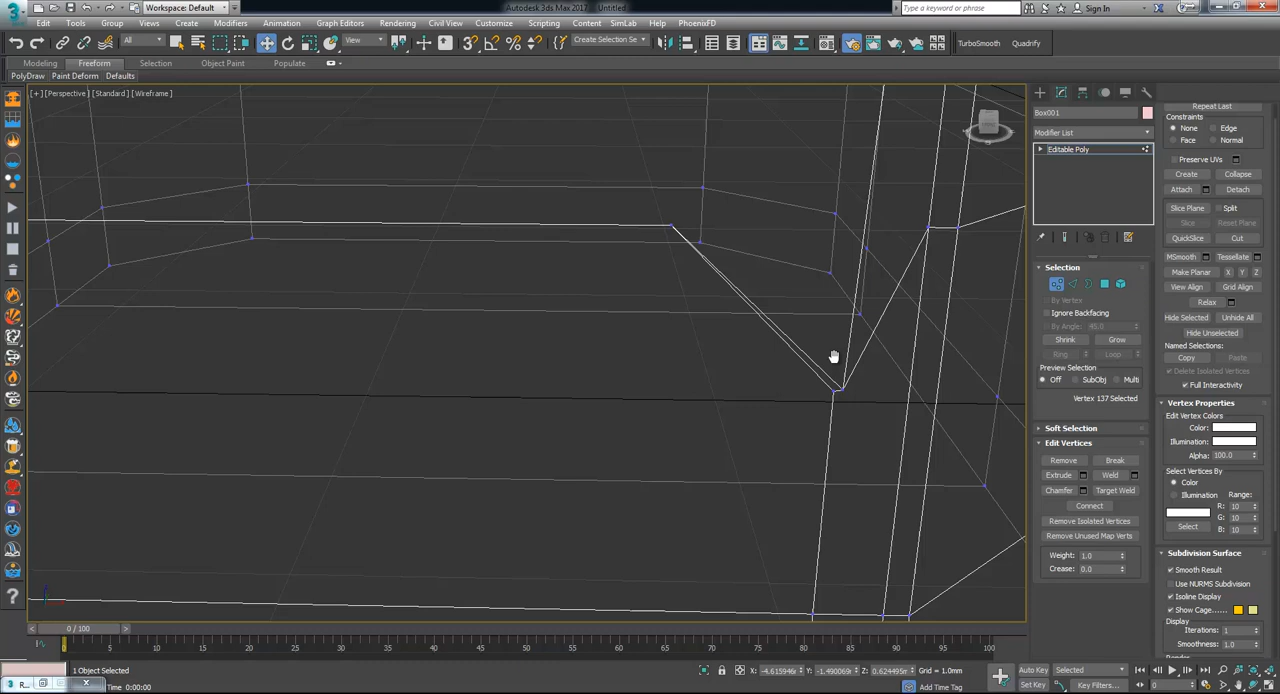 Workspace: Default
Autodesk 3ds Max 2017 Untitled
Type a keyword or phrase
Sign In
Edit Tools Group Views Create Modifiers Animation Graph Editors Rendering Civil View Customize Scripting Content SimLab Help PhoenixFD
All View Create Selection Se TurboSmooth Quadrify
Modeling Freeform Selection Object Paint Populate
PolyDraw Paint Deform Defaults
[+] [Perspective] [Standard] [Wireframe]
Box001
Modifier List
Editable Poly
Selection
By Vertex
Ignore Backfacing
By Angle: 45.0
Shrink Grow
Ring Loop
Preview Selection
Off SubObj Multi
Vertex 137 Selected
Soft Selection
Edit Vertices
Remove Break
Extrude Weld
Chamfer Target Weld
Connect
Remove Isolated Vertices
Remove Unused Map Verts
Weight: 1.0
Crease: 0.0
Repeat Last
Constraints
None Edge
Face Normal
Preserve UVs
Create Collapse
Attach Detach
Slice Plane Split
Slice Reset Plane
QuickSlice Cut
MSmooth Tessellate
Make Planar X Y Z
View Align Grid Align
Relax
Hide Selected Unhide All
Hide Unselected
Named Selections:
Copy Paste
Delete Isolated Vertices
Full Interactivity
Vertex Properties
Edit Vertex Colors
Color:
Illumination:
Alpha: 100.0
Select Vertices By
Color
Illumination Range:
R: 10
G: 10
Select B: 10
Subdivision Surface
Smooth Result
Use NURMS Subdivision
Isoline Display
Show Cage......
Display
Iterations: 1
Smoothness: 1.0
0 / 100
0 5 10 15 20 25 30 35 40 45 50 55 60 65 70 75 80 85 90 95 100
1 Object Selected
X: Y: Z: Grid = 1.0mm
Auto Key Selected
Time 0:00:00
Add Time Tag
Set Key Key Filters...
0